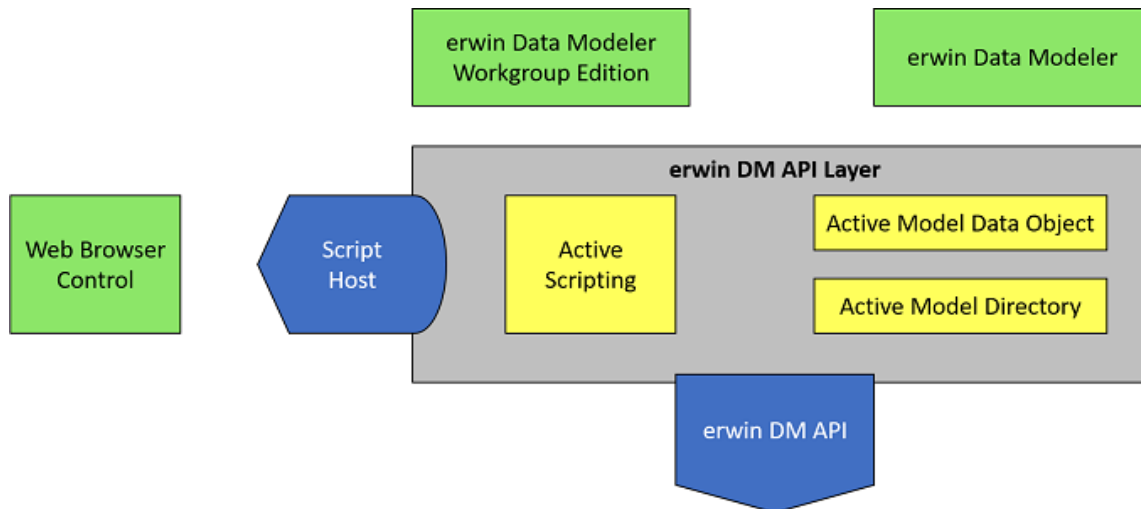 erwin Data Modeler
Workgroup Edition
erwin Data Modeler
erwin DM API Layer
Web Browser
Control
Script
Host
Active
Scripting
Active Model Data Object
Active Model Directory
erwin DM API